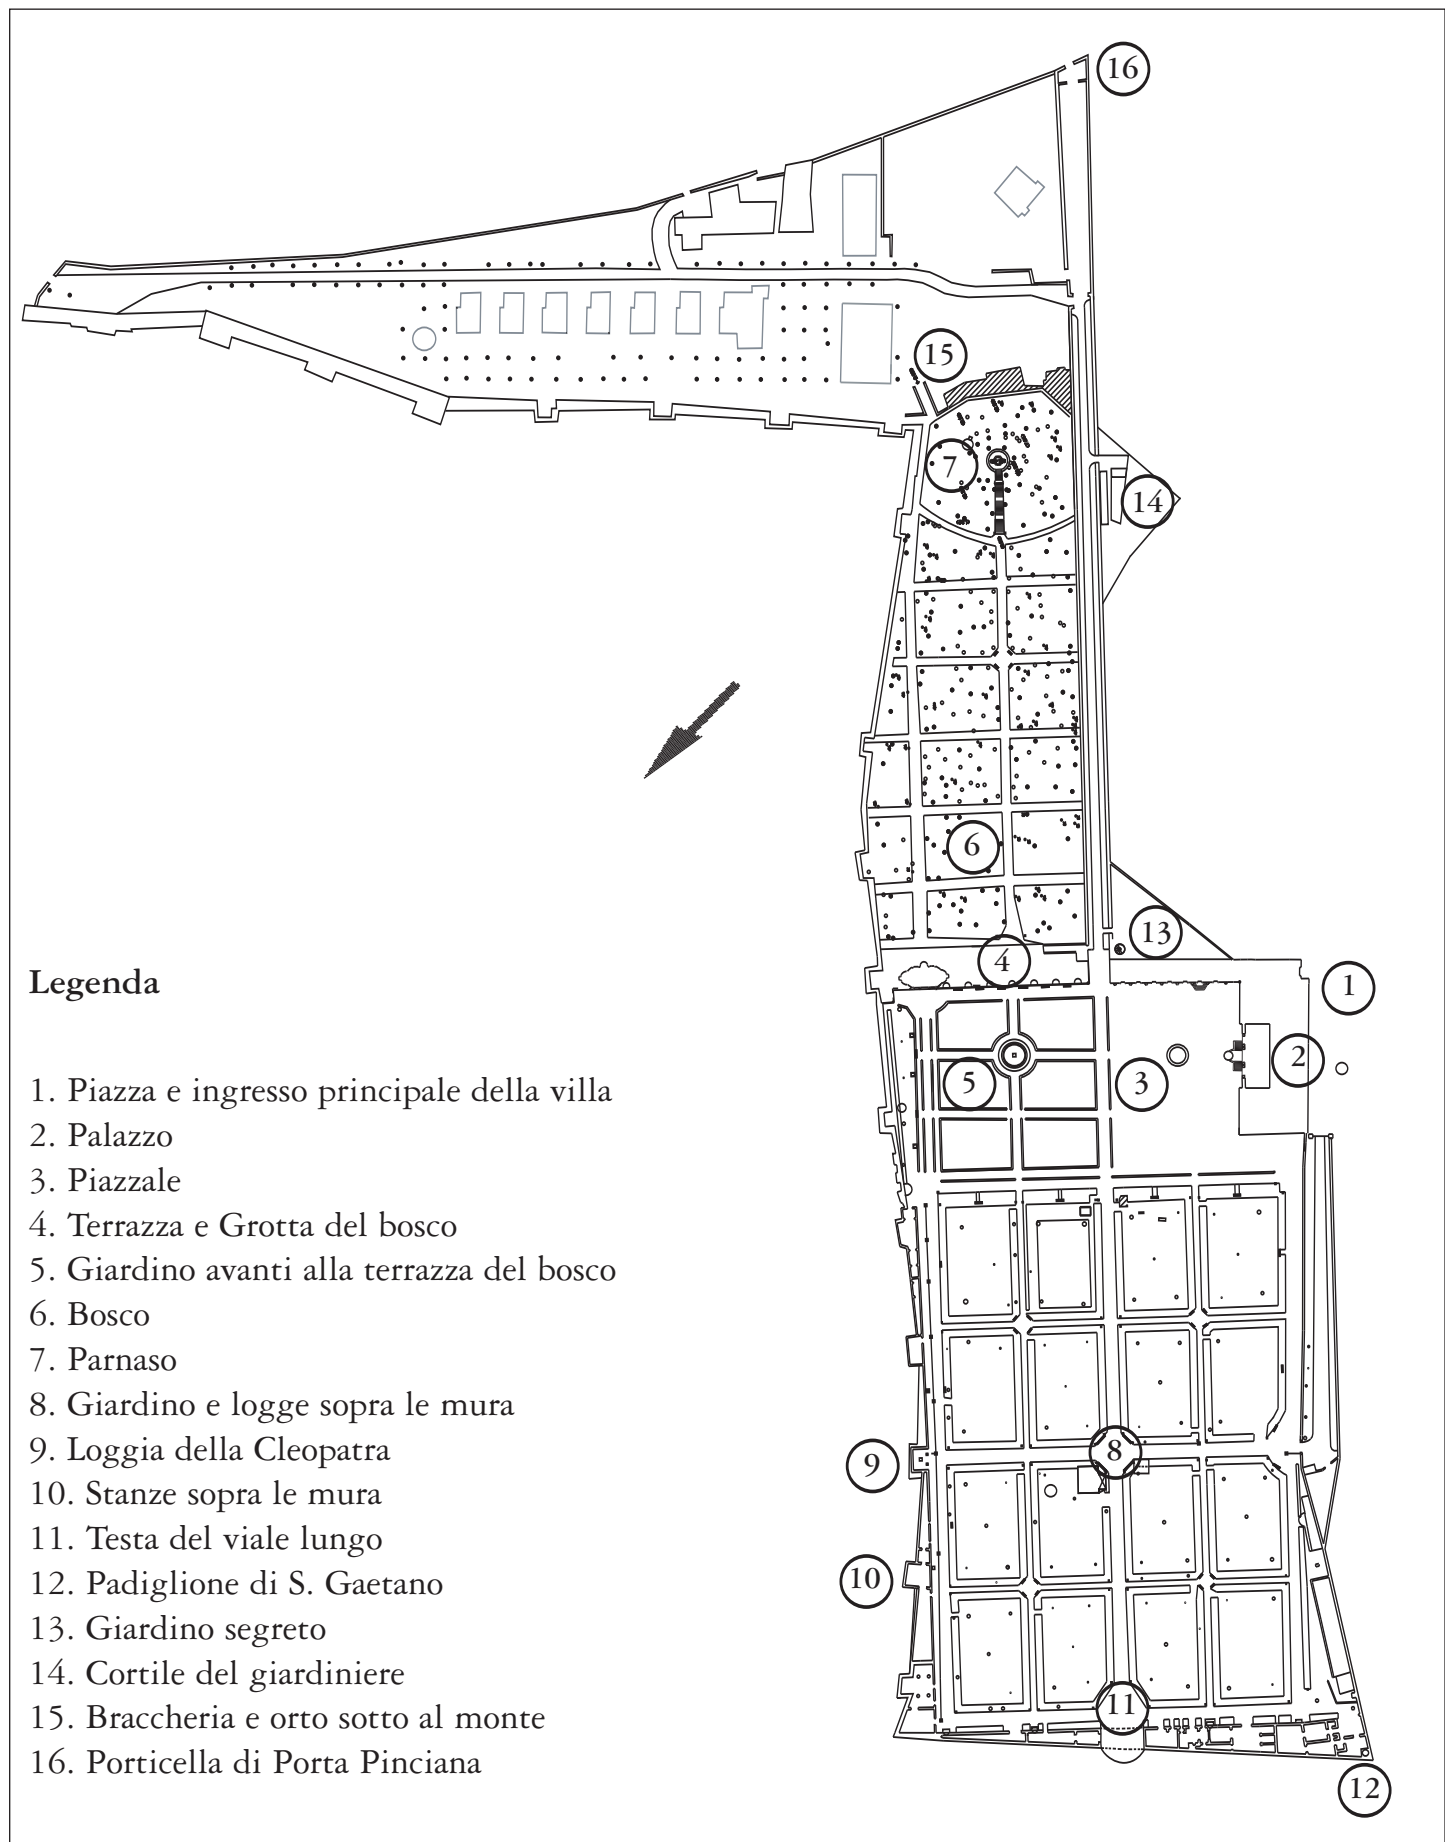 16
15
7
14
6
13
4
Legenda
1
2
5
3
1. Piazza e ingresso principale della villa
2. Palazzo
3. Piazzale
4. Terrazza e Grotta del bosco
5. Giardino avanti alla terrazza del bosco
6. Bosco
7. Parnaso
8. Giardino e logge sopra le mura
9. Loggia della Cleopatra
10. Stanze sopra le mura
11. Testa del viale lungo
12. Padiglione di S. Gaetano
13. Giardino segreto
14. Cortile del giardiniere
15. Braccheria e orto sotto al monte
16. Porticella di Porta Pinciana
8
9
10
11
12